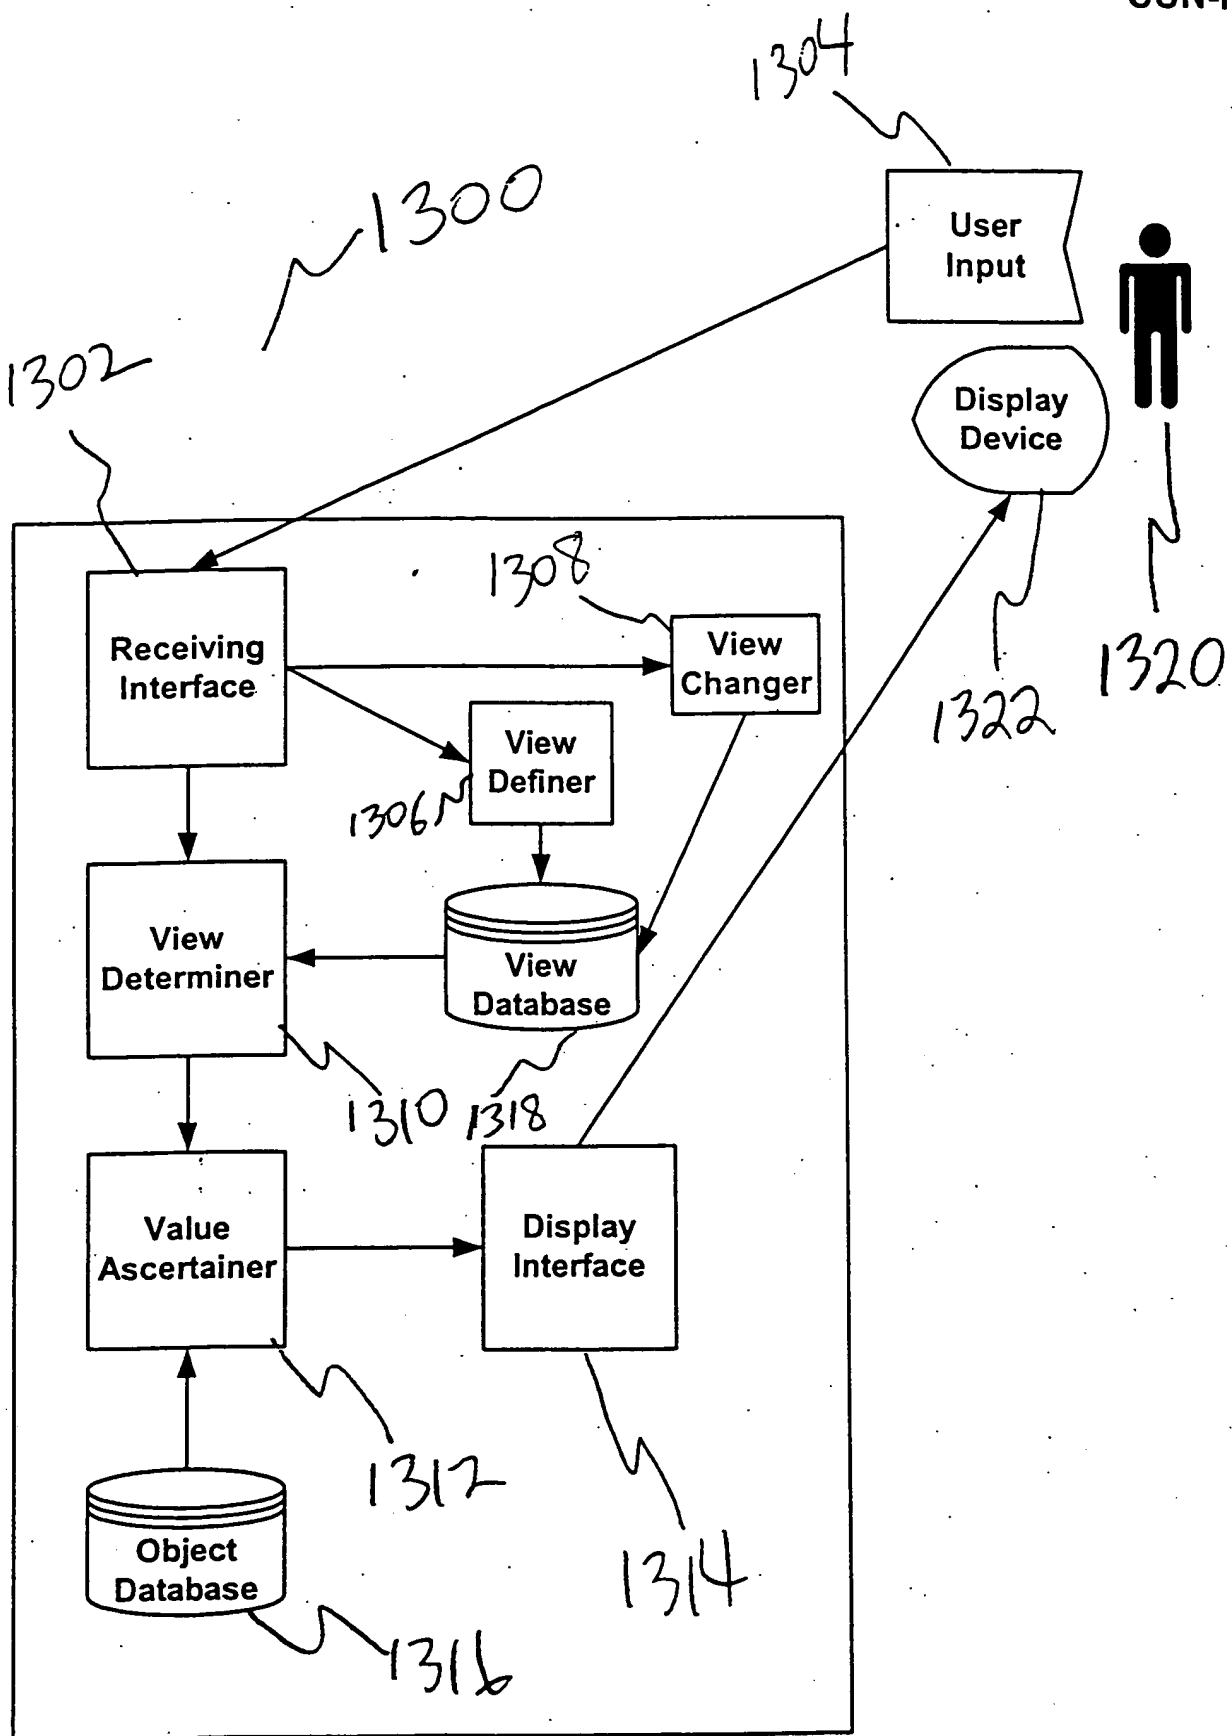 1304
1300
User
Input
1302
Display
Device
1308
Receiving
Interface
View
Changer
1320
1322
View
Definer
1306
View
Determiner
View
Database
1310
1318
Value
Ascertainer
Display
Interface
1312
Object
Database
1314
1316